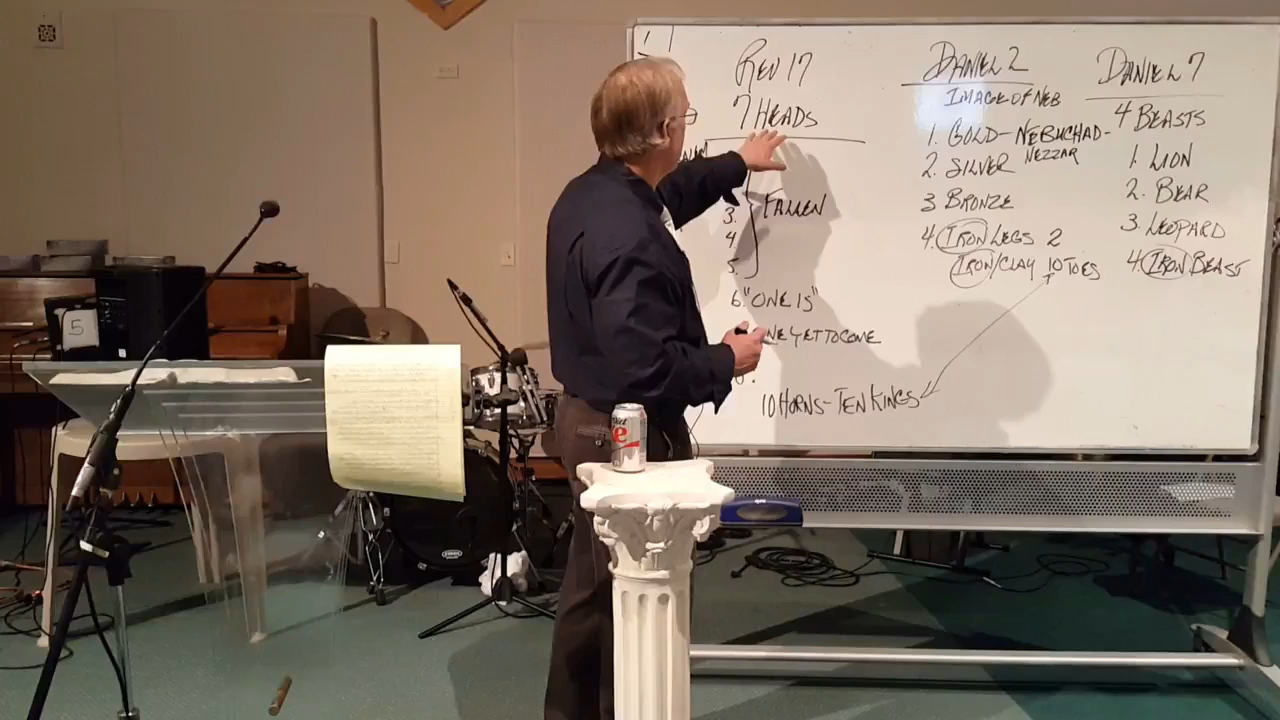 REV 17
7 HEADS
3.
4
5.
FALLEN
6. "ONE IS"
YET TO COME
10 HORNS-TEN KINGS
DANIEL 2
IMAGE OF NEB
1. GOLD-NEBUCHAD-
NEZZAR
2. SILVER
3 BRONZE
4. IRON LEGS 2
IRON/CLAY 10 TOES
DANIEL 7
4 BEASTS
1. LION
2. BEAR
3. LEOPARD
4. IRON BEAST
5